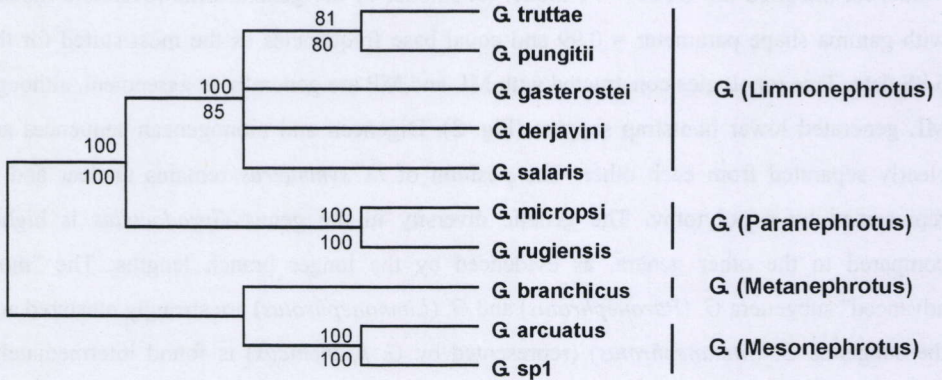 81
G. truttae
80
G. pungitii
100
G. gasterostei
G. (Limnonephrotus)
85
G. derjavini
100
G. salaris
100
100
G. micropsi
G. (Paranephrotus)
100
G. rugiensis
G. branchicus
G. (Metanephrotus)
100
G. arcuatus
G. (Mesonephrotus)
100
G. sp1